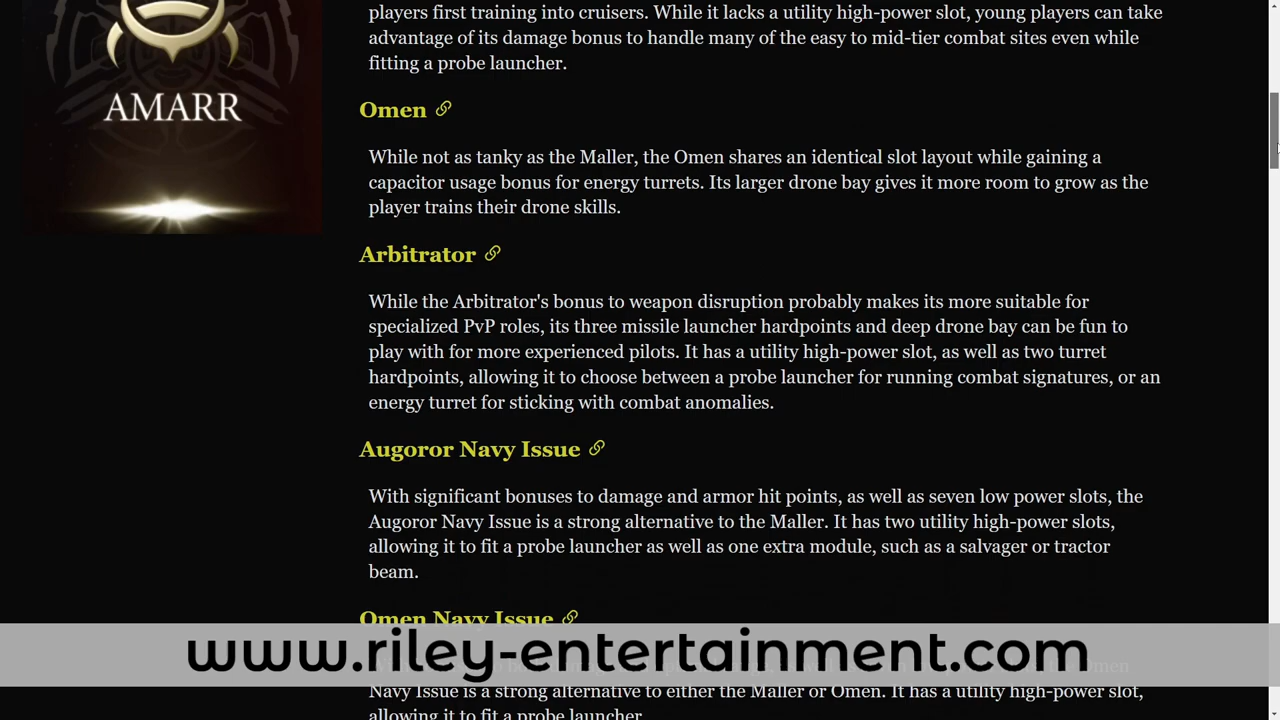 AMARR
players first training into cruisers. While it lacks a utility high-power slot, young players can take
advantage of its damage bonus to handle many of the easy to mid-tier combat sites even while
fitting a probe launcher.
Omen
While not as tanky as the Maller, the Omen shares an identical slot layout while gaining a
capacitor usage bonus for energy turrets. Its larger drone bay gives it more room to grow as the
player trains their drone skills.
Arbitrator
While the Arbitrator's bonus to weapon disruption probably makes its more suitable for
specialized PvP roles, its three missile launcher hardpoints and deep drone bay can be fun to
play with for more experienced pilots. It has a utility high-power slot, as well as two turret
hardpoints, allowing it to choose between a probe launcher for running combat signatures, or an
energy turret for sticking with combat anomalies.
Augoror Navy Issue
With significant bonuses to damage and armor hit points, as well as seven low power slots, the
Augoror Navy Issue is a strong alternative to the Maller. It has two utility high-power slots,
allowing it to fit a probe launcher as well as one extra module, such as a salvager or tractor
beam.
Omen Navy Issue
www.riley-entertainment.com
Omen
Navy Issue is a strong alternative to either the Maller or Omen. It has a utility high-power slot,
allowing it to fit a probe launcher.